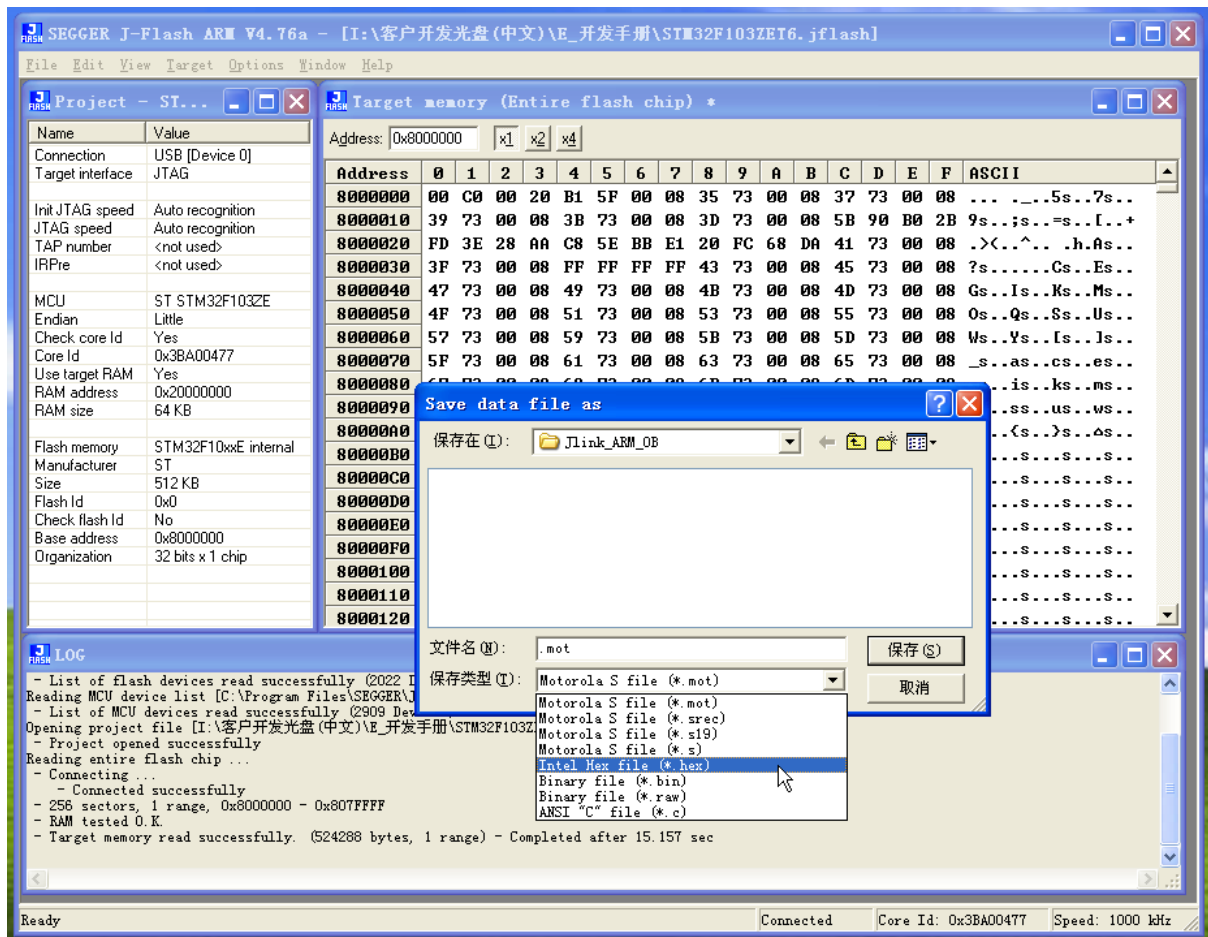 SEGGER J-Flash ARM V4.76a - [I:\客户开发光盘(中文)\E_开发手册\STM32F103ZET6.jflash]
File Edit View Target Options Window Help
Project - ST...
Name Value
Connection USB [Device 0]
Target interface JTAG
Init JTAG speed Auto recognition
JTAG speed Auto recognition
TAP number <not used>
IRPre <not used>
MCU ST STM32F103ZE
Endian Little
Check core Id Yes
Core Id 0x3BA00477
Use target RAM Yes
RAM address 0x20000000
RAM size 64 KB
Flash memory STM32F10xxE internal
Manufacturer ST
Size 512 KB
Flash Id 0x0
Check flash Id No
Base address 0x8000000
Organization 32 bits x 1 chip
Target memory (Entire flash chip) *
Address: 0x8000000 x1 x2 x4
Address 0 1 2 3 4 5 6 7 8 9 A B C D E F ASCII
8000000 00 C0 00 20 B1 5F 00 08 35 73 00 08 37 73 00 08 ... ._..5s..7s..
8000010 39 73 00 08 3B 73 00 08 3D 73 00 08 5B 90 B0 2B 9s..;s..=s..[..+
8000020 FD 3E 28 AA C8 5E BB E1 20 FC 68 DA 41 73 00 08 .>(..^.. .h.As..
8000030 3F 73 00 08 FF FF FF FF 43 73 00 08 45 73 00 08 ?s......Cs..Es..
8000040 47 73 00 08 49 73 00 08 4B 73 00 08 4D 73 00 08 Gs..Is..Ks..Ms..
8000050 4F 73 00 08 51 73 00 08 53 73 00 08 55 73 00 08 Os..Qs..Ss..Us..
8000060 57 73 00 08 59 73 00 08 5B 73 00 08 5D 73 00 08 Ws..Ys..[s..]s..
8000070 5F 73 00 08 61 73 00 08 63 73 00 08 65 73 00 08 _s..as..cs..es..
8000080 ..is..ks..ms..
8000090 ..ss..us..ws..
80000A0 ..{s..}s..△s..
80000B0 ...s...s...s..
80000C0 ...s...s...s..
80000D0 ...s...s...s..
80000E0 ...s...s...s..
80000F0 ...s...s...s..
8000100 ...s...s...s..
8000110 ...s...s...s..
8000120 ...s...s...s..
Save data file as
保存在(I): Jlink_ARM_OB
文件名(N): .mot 保存(S)
保存类型(T): Motorola S file (*.mot) 取消
Motorola S file (*.mot)
Motorola S file (*.srec)
Motorola S file (*.s19)
Motorola S file (*.s)
Intel Hex file (*.hex)
Binary file (*.bin)
Binary file (*.raw)
ANSI "C" file (*.c)
LOG
- List of flash devices read successfully (2022
Reading MCU device list [C:\Program Files\SEGGER\
- List of MCU devices read successfully (2909
Opening project file [I:\客户开发光盘(中文)\E_开发手册\STM32F103Z
- Project opened successfully
Reading entire flash chip ...
- Connecting ...
- Connected successfully
- 256 sectors, 1 range, 0x8000000 - 0x807FFFF
- RAM tested O.K.
- Target memory read successfully. (524288 bytes, 1 range) - Completed after 15.157 sec
Ready Connected Core Id: 0x3BA00477 Speed: 1000 kHz